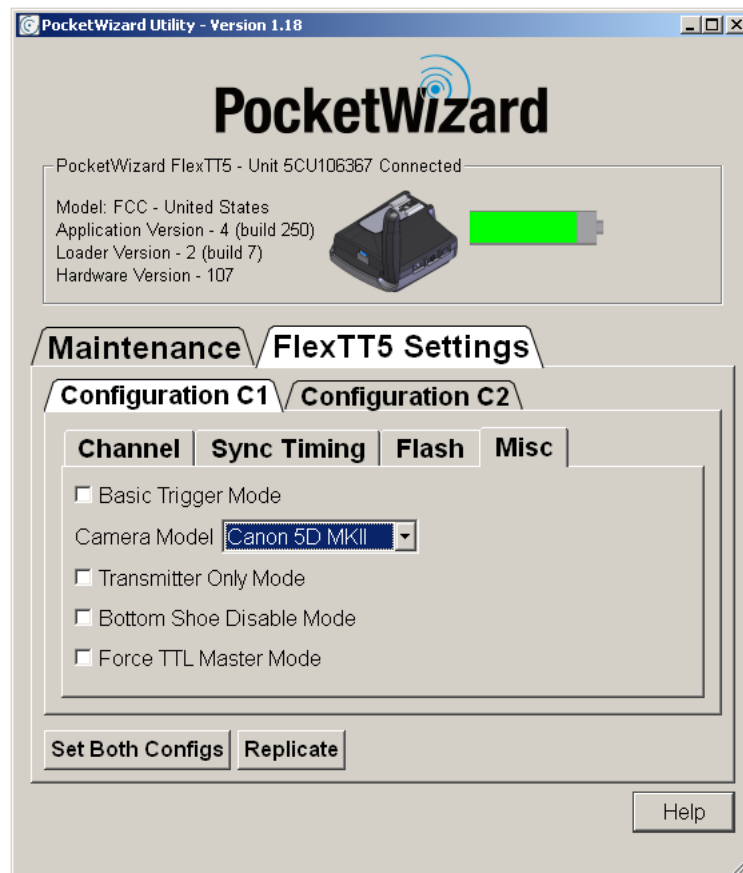 PocketWizard Utility - Version 1.18
PocketWizard
PocketWizard FlexTT5 - Unit 5CU106367 Connected
Model: FCC - United States
Application Version - 4 (build 250)
Loader Version - 2 (build 7)
Hardware Version - 107
Maintenance FlexTT5 Settings
Configuration C1 Configuration C2
Channel Sync Timing Flash Misc
Basic Trigger Mode
Camera Model Canon 5D MKII
Transmitter Only Mode
Bottom Shoe Disable Mode
Force TTL Master Mode
Set Both Configs Replicate
Help